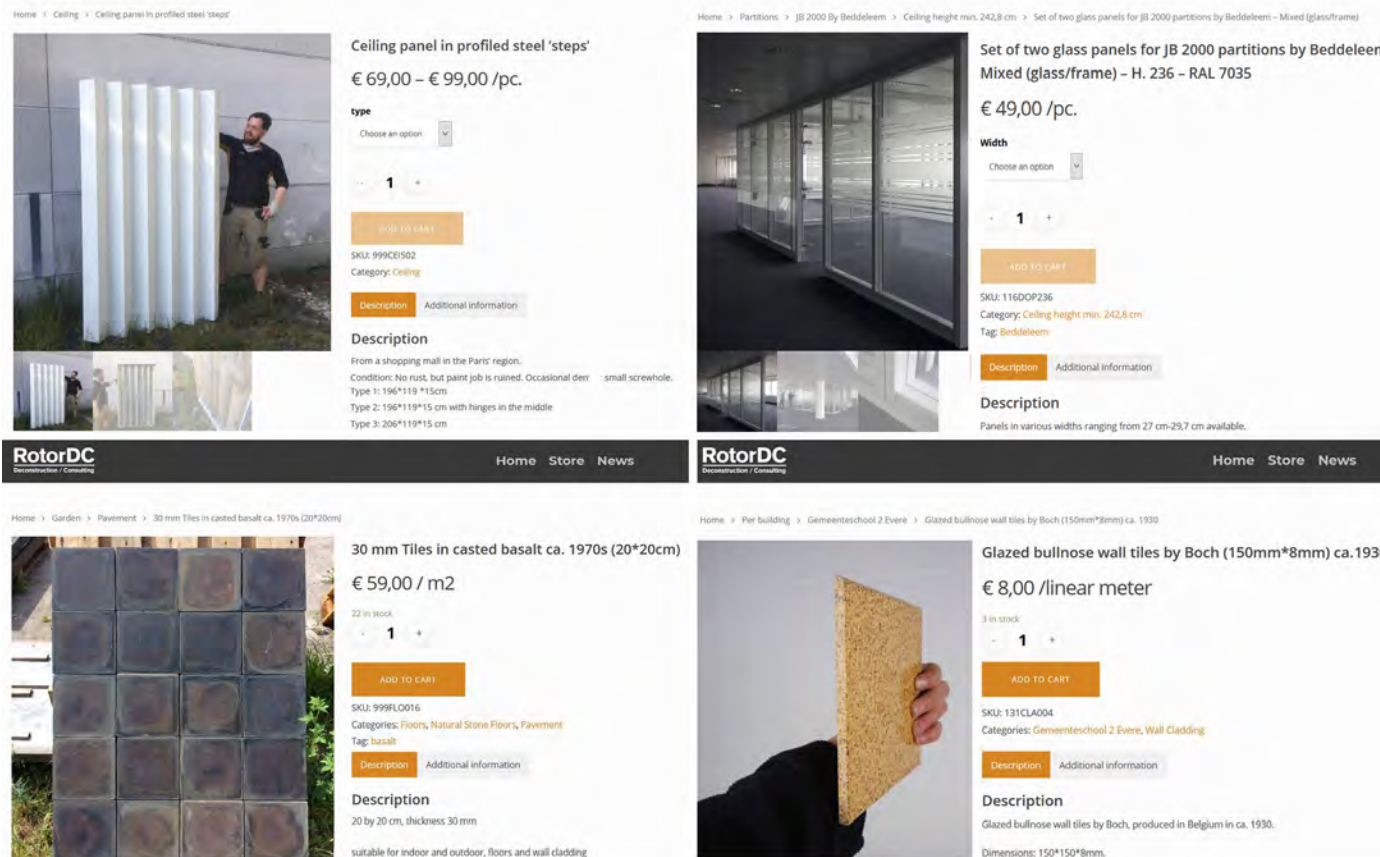 Home > Ceiling > Ceiling panel in profiled steel 'steps'
Ceiling panel in profiled steel 'steps'
€ 69,00 – € 99,00 /pc.
type
Choose an option
- 1 +
ADD TO CART
SKU: 999CEI502
Category: Ceiling
Description Additional information
Description
From a shopping mall in the Paris' region.
Condition: No rust, but paint job is ruined. Occasional den small screwhole.
Type 1: 196*119 *15cm
Type 2: 196*119*15 cm with hinges in the middle
Type 3: 206*119*15 cm
Home > Partitions > JB 2000 By Beddeleem > Ceiling height min. 242,8 cm > Set of two glass panels for JB 2000 partitions by Beddeleem – Mixed (glass/frame)
Set of two glass panels for JB 2000 partitions by Beddeleem
Mixed (glass/frame) – H. 236 – RAL 7035
€ 49,00 /pc.
Width
Choose an option
- 1 +
ADD TO CART
SKU: 116DOP236
Category: Ceiling height min. 242,8 cm
Tag: Beddeleem
Description Additional information
Description
Panels in various widths ranging from 27 cm-29,7 cm available.
RotorDC
Deconstruction / Consulting
Home Store News
Home > Garden > Pavement > 30 mm Tiles in casted basalt ca. 1970s (20*20cm)
30 mm Tiles in casted basalt ca. 1970s (20*20cm)
€ 59,00 / m2
22 in stock
- 1 +
ADD TO CART
SKU: 999FLO016
Categories: Floors, Natural Stone Floors, Pavement
Tag: basalt
Description Additional information
Description
20 by 20 cm, thickness 30 mm
suitable for indoor and outdoor, floors and wall cladding
RotorDC
Deconstruction / Consulting
Home Store News
Home > Per building > Gemeenteschool 2 Evere > Glazed bullnose wall tiles by Boch (150mm*8mm) ca. 1930
Glazed bullnose wall tiles by Boch (150mm*8mm) ca.1930
€ 8,00 /linear meter
3 in stock
- 1 +
ADD TO CART
SKU: 131CLA004
Categories: Gemeenteschool 2 Evere, Wall Cladding
Description Additional information
Description
Glazed bullnose wall tiles by Boch, produced in Belgium in ca. 1930.
Dimensions: 150*150*8mm.